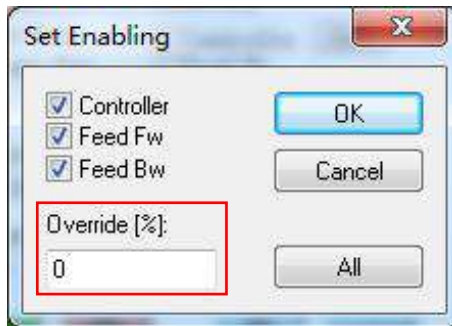 Set Enabling
Controller
OK
Feed Fw
Feed Bw
Cancel
Override [%]:
0
All